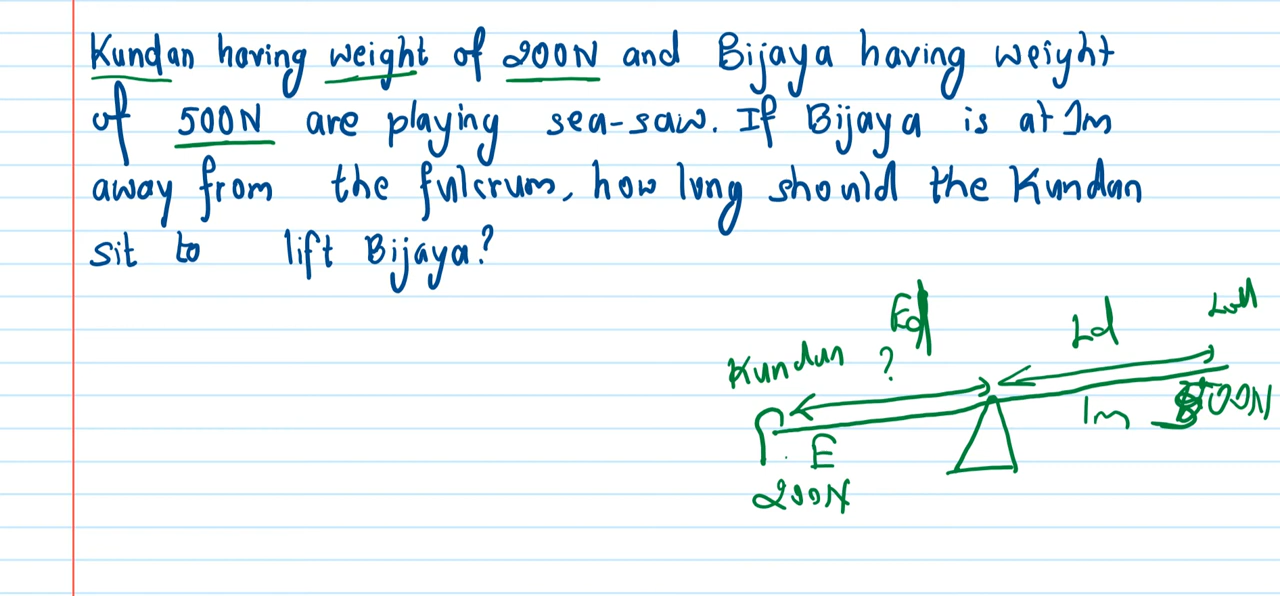 Kundan having weight of 200N and Bijaya having weight
of 500N are playing sea-saw. If Bijaya is at 1m
away from the fulcrum, how long should the Kundan
sit to lift Bijaya?
Ed
Ld
Kundan ?
1m 500N
E
200N